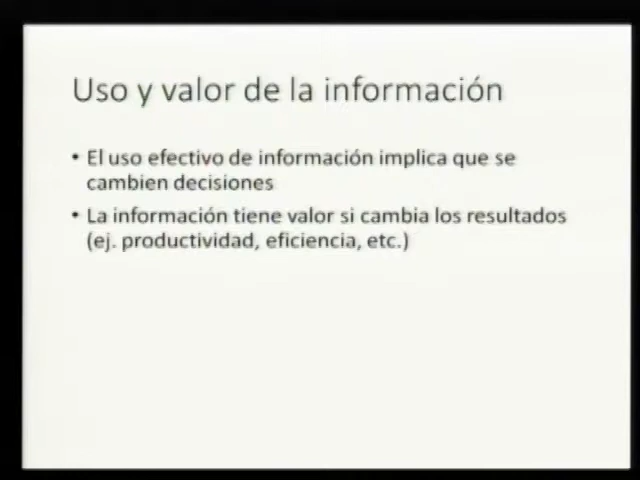 Uso y valor de la información
• El uso efectivo de información implica que se
cambien decisiones
• La información tiene valor si cambia los resultados
(ej. productividad, eficiencia, etc.)